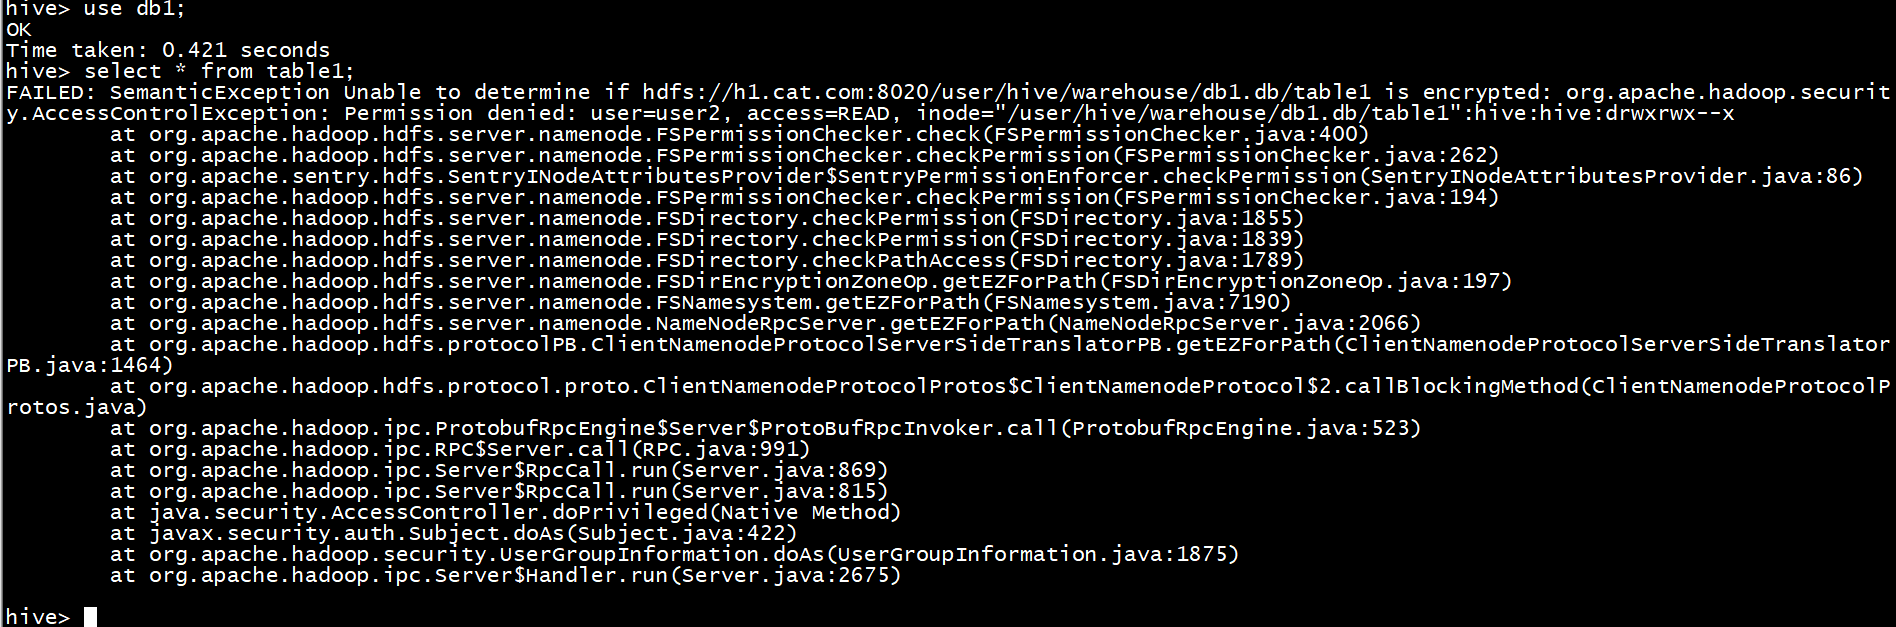 hive> use db1;
OK
Time taken: 0.421 seconds
hive> select * from table1;
FAILED: SemanticException Unable to determine if hdfs://h1.cat.com:8020/user/hive/warehouse/db1.db/table1 is encrypted: org.apache.hadoop.securit
y.AccessControlException: Permission denied: user=user2, access=READ, inode="/user/hive/warehouse/db1.db/table1":hive:hive:drwxrwx--x
        at org.apache.hadoop.hdfs.server.namenode.FSPermissionChecker.check(FSPermissionChecker.java:400)
        at org.apache.hadoop.hdfs.server.namenode.FSPermissionChecker.checkPermission(FSPermissionChecker.java:262)
        at org.apache.sentry.hdfs.SentryINodeAttributesProvider$SentryPermissionEnforcer.checkPermission(SentryINodeAttributesProvider.java:86)
        at org.apache.hadoop.hdfs.server.namenode.FSPermissionChecker.checkPermission(FSPermissionChecker.java:194)
        at org.apache.hadoop.hdfs.server.namenode.FSDirectory.checkPermission(FSDirectory.java:1855)
        at org.apache.hadoop.hdfs.server.namenode.FSDirectory.checkPermission(FSDirectory.java:1839)
        at org.apache.hadoop.hdfs.server.namenode.FSDirectory.checkPathAccess(FSDirectory.java:1789)
        at org.apache.hadoop.hdfs.server.namenode.FSDirEncryptionZoneOp.getEZForPath(FSDirEncryptionZoneOp.java:197)
        at org.apache.hadoop.hdfs.server.namenode.FSNamesystem.getEZForPath(FSNamesystem.java:7190)
        at org.apache.hadoop.hdfs.server.namenode.NameNodeRpcServer.getEZForPath(NameNodeRpcServer.java:2066)
        at org.apache.hadoop.hdfs.protocolPB.ClientNamenodeProtocolServerSideTranslatorPB.getEZForPath(ClientNamenodeProtocolServerSideTranslator
PB.java:1464)
        at org.apache.hadoop.hdfs.protocol.proto.ClientNamenodeProtocolProtos$ClientNamenodeProtocol$2.callBlockingMethod(ClientNamenodeProtocolP
rotos.java)
        at org.apache.hadoop.ipc.ProtobufRpcEngine$Server$ProtoBufRpcInvoker.call(ProtobufRpcEngine.java:523)
        at org.apache.hadoop.ipc.RPC$Server.call(RPC.java:991)
        at org.apache.hadoop.ipc.Server$RpcCall.run(Server.java:869)
        at org.apache.hadoop.ipc.Server$RpcCall.run(Server.java:815)
        at java.security.AccessController.doPrivileged(Native Method)
        at javax.security.auth.Subject.doAs(Subject.java:422)
        at org.apache.hadoop.security.UserGroupInformation.doAs(UserGroupInformation.java:1875)
        at org.apache.hadoop.ipc.Server$Handler.run(Server.java:2675)
hive>